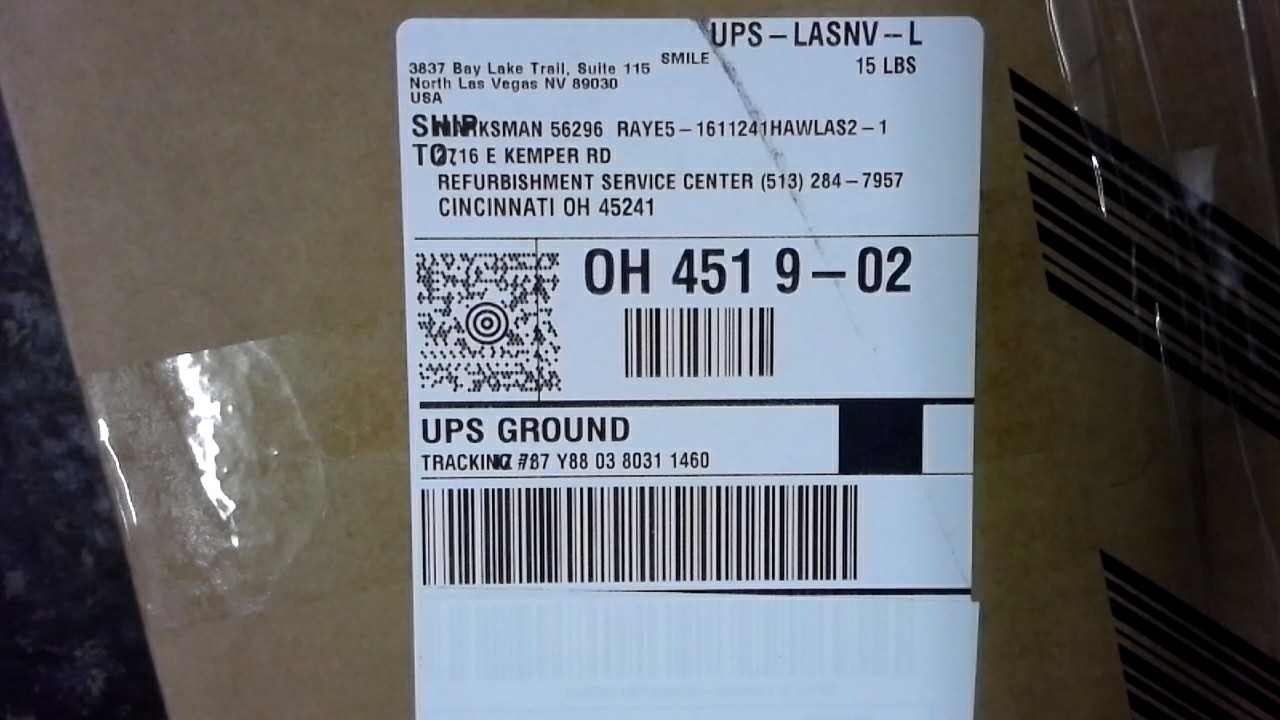 UPS-LASNV--L
SMILE
15 LBS
3837 Bay Lake Trail, Suite 115
North Las Vegas NV 89030
USA
SHIP
KSMAN 56296 RAYE5-1611241HAWLAS2-1
TO:
716 E KEMPER RD
REFURBISHMENT SERVICE CENTER (513) 284-7957
CINCINNATI OH 45241
OH 451 9-02
UPS GROUND
TRACKING #87 Y88 03 8031 1460